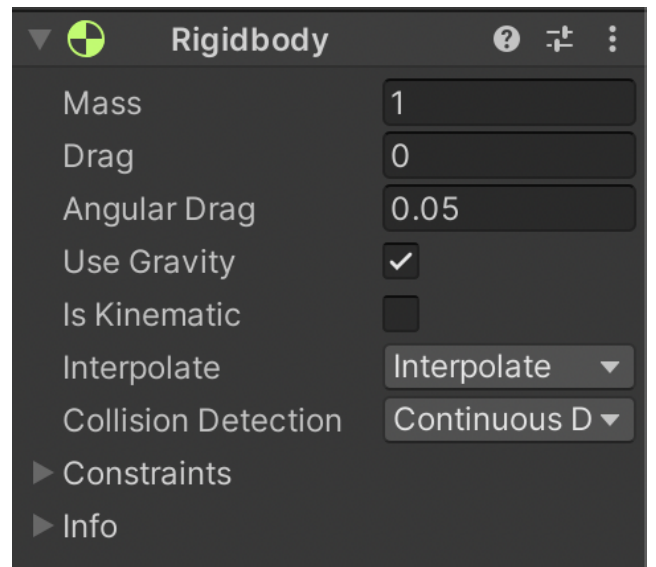 Rigidbody
Mass 1
Drag 0
Angular Drag 0.05
Use Gravity
Is Kinematic
Interpolate Interpolate
Collision Detection Continuous D
Constraints
Info